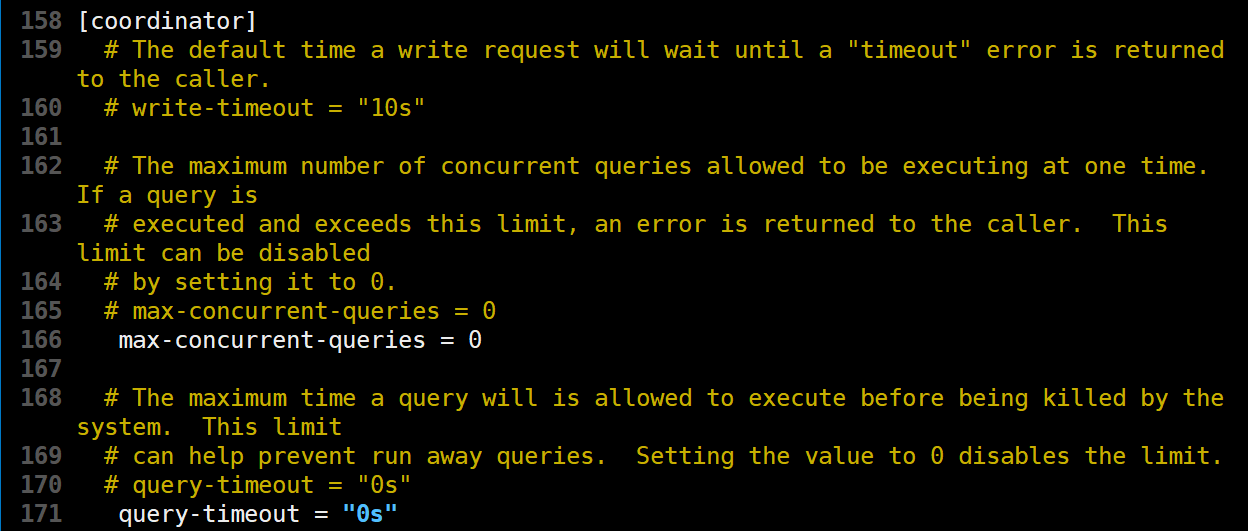 158 [coordinator]
159   # The default time a write request will wait until a "timeout" error is returned
to the caller.
160   # write-timeout = "10s"
161
162   # The maximum number of concurrent queries allowed to be executing at one time.
If a query is
163   # executed and exceeds this limit, an error is returned to the caller.  This
limit can be disabled
164   # by setting it to 0.
165   # max-concurrent-queries = 0
166    max-concurrent-queries = 0
167
168   # The maximum time a query will is allowed to execute before being killed by the
system.  This limit
169   # can help prevent run away queries.  Setting the value to 0 disables the limit.
170   # query-timeout = "0s"
171    query-timeout = "0s"